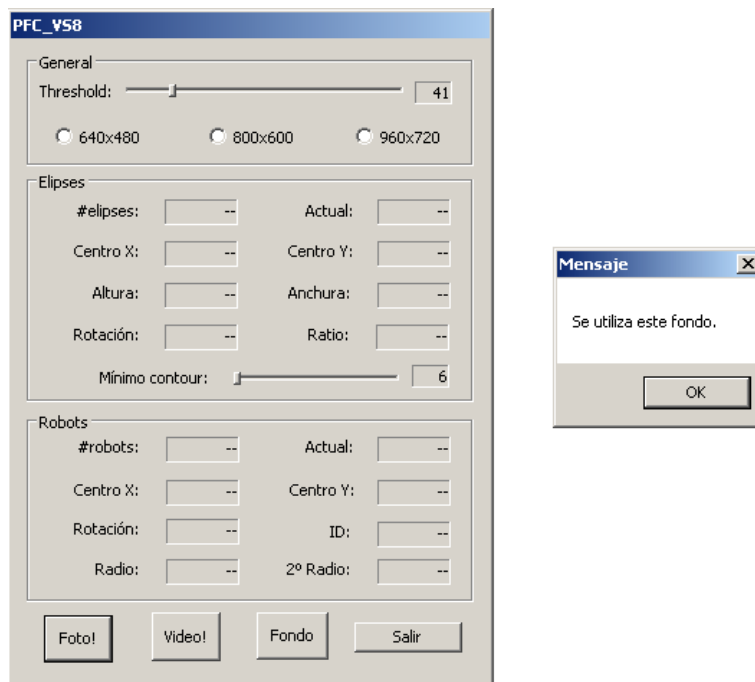 PFC_VS8
General
Threshold: 41
640x480 800x600 960x720
Elipses
#elipses: -- Actual: --
Centro X: -- Centro Y: --
Altura: -- Anchura: --
Rotación: -- Ratio: --
Mínimo contour: 6
Robots
#robots: -- Actual: --
Centro X: -- Centro Y: --
Rotación: -- ID: --
Radio: -- 2º Radio: --
Foto! Video! Fondo Salir
Mensaje
Se utiliza este fondo.
OK